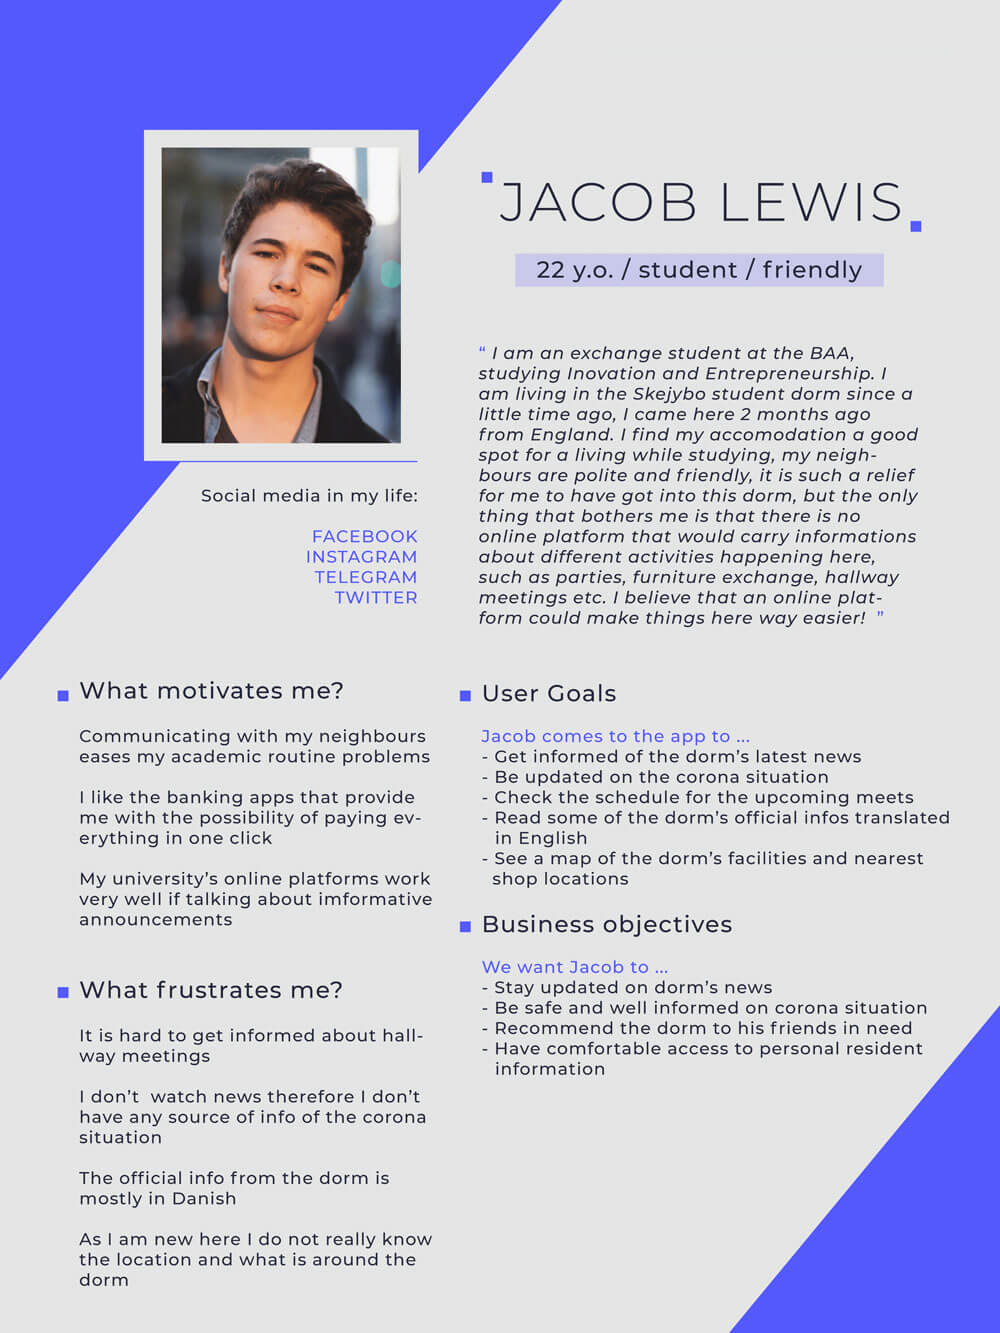 JACOB LEWIS
22 y.o. / student / friendly
“ I am an exchange student at the BAA,
studying Inovation and Entrepreneurship. I
am living in the Skejybo student dorm since a
little time ago, I came here 2 months ago
from England. I find my accomodation a good
spot for a living while studying, my neigh-
bours are polite and friendly, it is such a relief
for me to have got into this dorm, but the only
thing that bothers me is that there is no
online platform that would carry informations
about different activities happening here,
such as parties, furniture exchange, hallway
meetings etc. I believe that an online plat-
form could make things here way easier! ”
Social media in my life:
FACEBOOK
INSTAGRAM
TELEGRAM
TWITTER
What motivates me?
Communicating with my neighbours
eases my academic routine problems
I like the banking apps that provide
me with the possibility of paying ev-
erything in one click
My university’s online platforms work
very well if talking about imformative
announcements
What frustrates me?
It is hard to get informed about hall-
way meetings
I don’t watch news therefore I don’t
have any source of info of the corona
situation
The official info from the dorm is
mostly in Danish
As I am new here I do not really know
the location and what is around the
dorm
User Goals
Jacob comes to the app to ...
- Get informed of the dorm’s latest news
- Be updated on the corona situation
- Check the schedule for the upcoming meets
- Read some of the dorm’s official infos translated
in English
- See a map of the dorm’s facilities and nearest
shop locations
Business objectives
We want Jacob to ...
- Stay updated on dorm’s news
- Be safe and well informed on corona situation
- Recommend the dorm to his friends in need
- Have comfortable access to personal resident
information